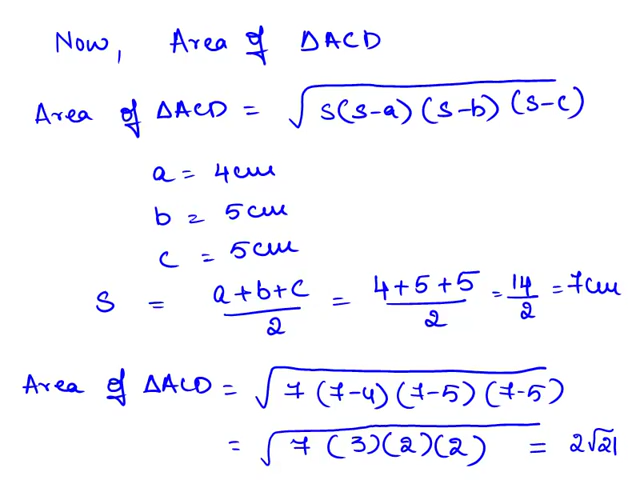 Now, Area of ΔACD
Area of ΔACD = √s(s-a)(s-b)(s-c)
a = 4cm
b = 5cm
c = 5cm
S = a+b+c/2 = 4+5+5/2 = 14/2 = 7cm
Area of ΔACD = √7(7-4)(7-5)(7-5)
= √7(3)(2)(2) = 2√21